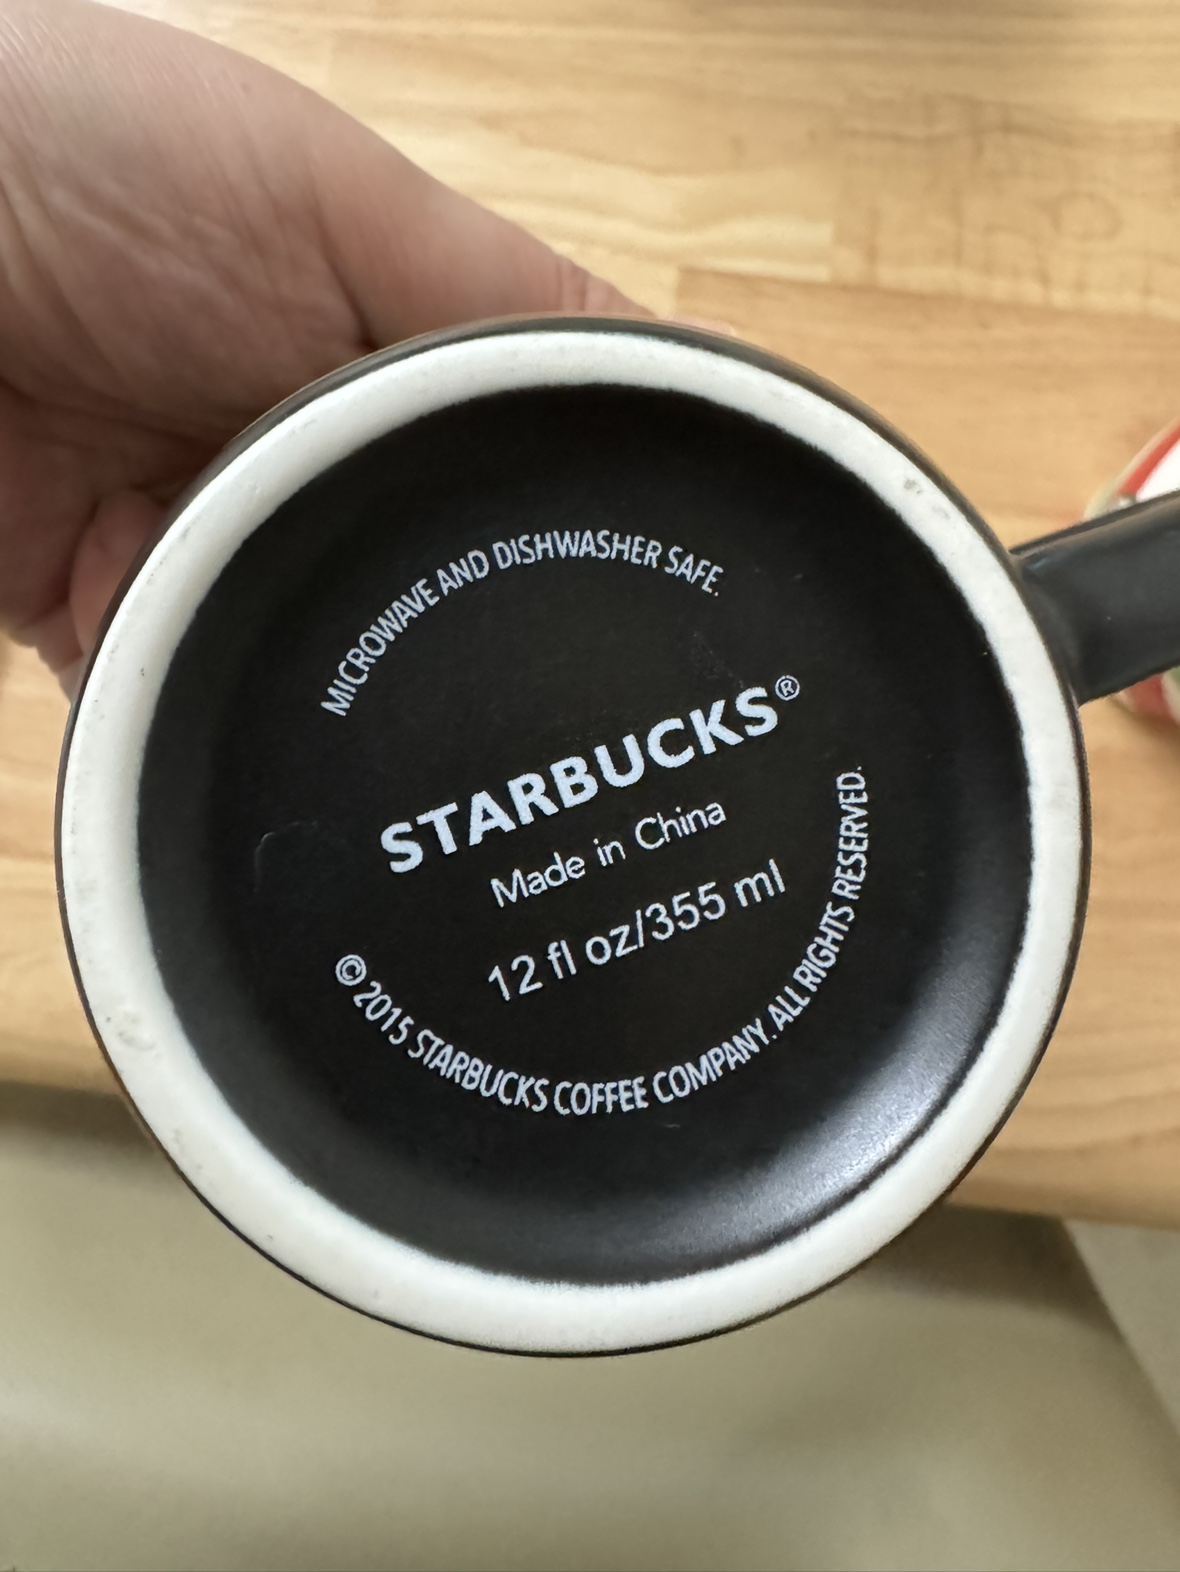 MICROWAVE AND DISHWASHER SAFE.
STARBUCKS®
Made in China
12 fl oz/355 ml
© 2015 STARBUCKS COFFEE COMPANY. ALL RIGHTS RESERVED.